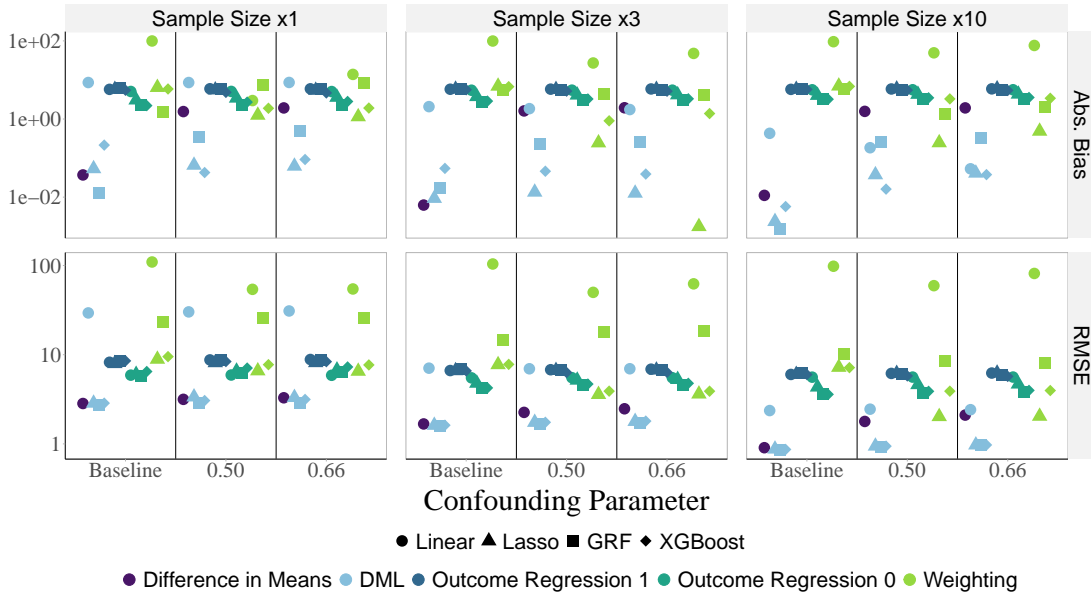 Sample Size x1 Sample Size x3 Sample Size x10
1e+02
1e+00
1e-02
Abs. Bias
100
10
1
RMSE
Baseline 0.50 0.66 Baseline 0.50 0.66 Baseline 0.50 0.66
Confounding Parameter
Linear Lasso GRF XGBoost
Difference in Means DML Outcome Regression 1 Outcome Regression 0 Weighting